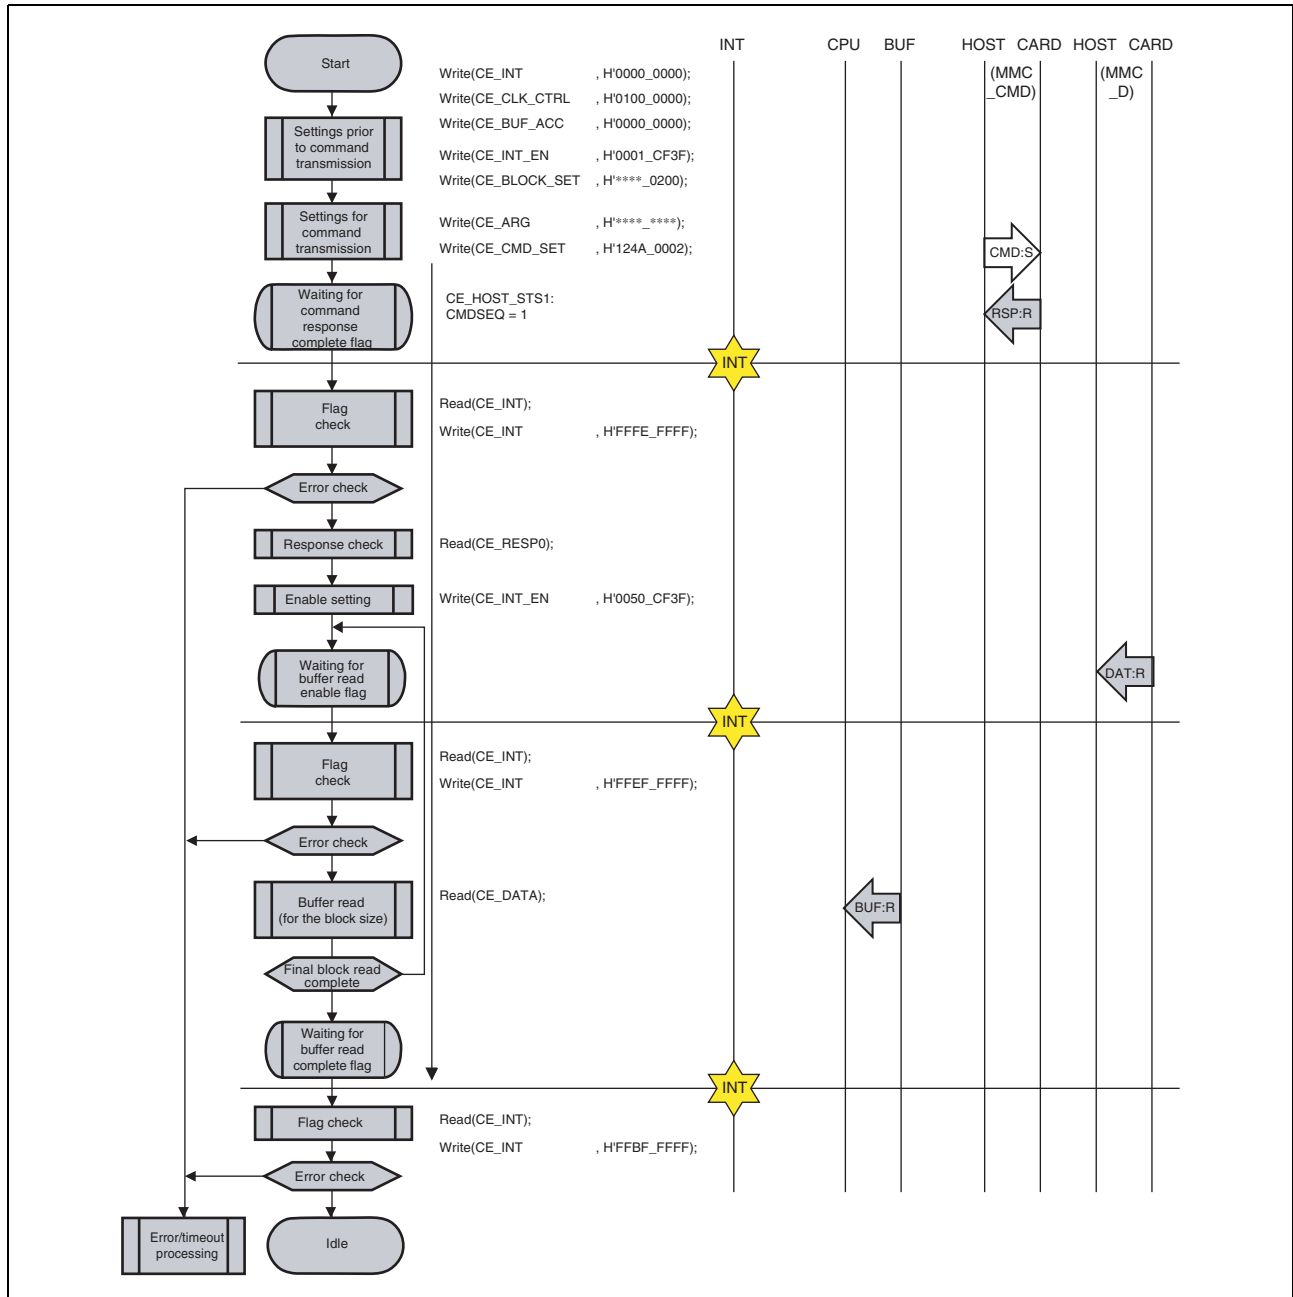 INT CPU BUF HOST CARD HOST CARD
(MMC
_CMD)
(MMC
_D)
Start
Write(CE_INT , H'0000_0000);
Write(CE_CLK_CTRL , H'0100_0000);
Write(CE_BUF_ACC , H'0000_0000);
Settings prior
to command
transmission
Write(CE_INT_EN , H'0001_CF3F);
Write(CE_BLOCK_SET , H'****_0200);
Settings for
command
transmission
Write(CE_ARG , H'****_****);
Write(CE_CMD_SET , H'124A_0002);
CMD:S
Waiting for
command
response
complete flag
CE_HOST_STS1:
CMDSEQ = 1
RSP:R
INT
Flag
check
Read(CE_INT);
Write(CE_INT , H'FFFE_FFFF);
Error check
Response check
Read(CE_RESP0);
Enable setting
Write(CE_INT_EN , H'0050_CF3F);
Waiting for
buffer read
enable flag
DAT:R
INT
Flag
check
Read(CE_INT);
Write(CE_INT , H'FFEF_FFFF);
Error check
Buffer read
(for the block size)
Read(CE_DATA);
BUF:R
Final block read
complete
Waiting for
buffer read
complete flag
INT
Flag check
Read(CE_INT);
Write(CE_INT , H'FFBF_FFFF);
Error check
Error/timeout
processing
Idle